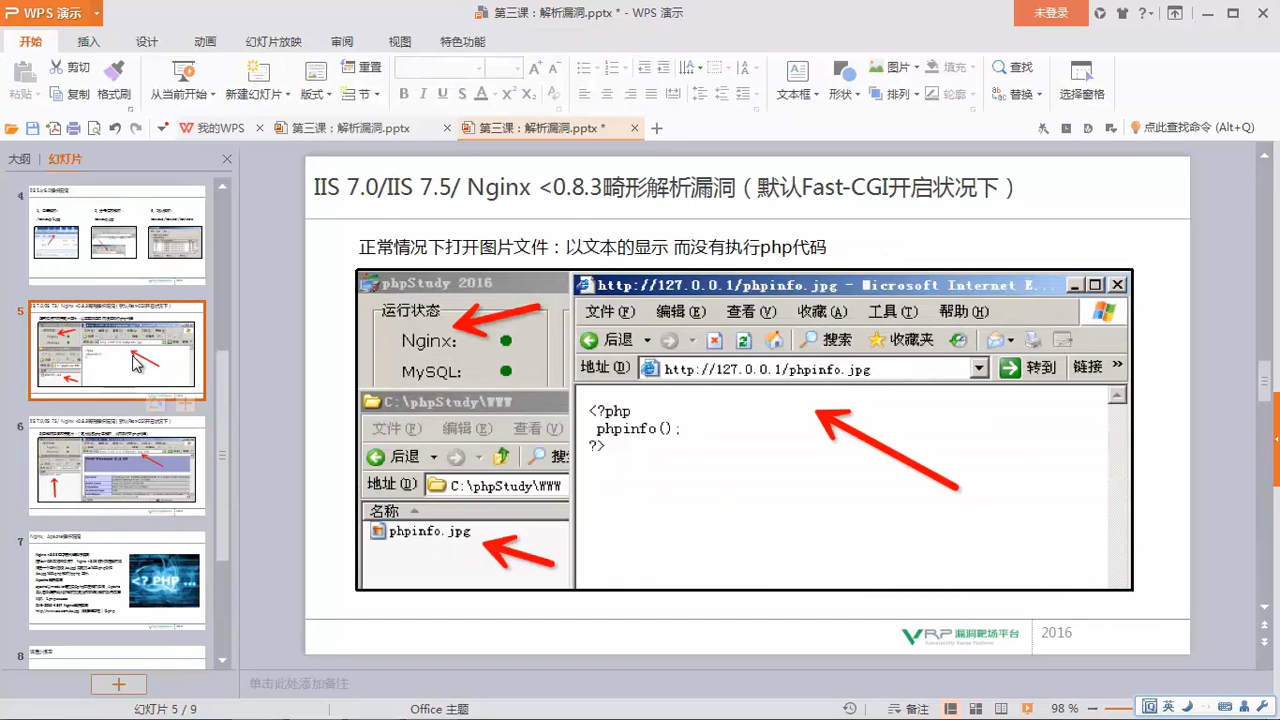 WPS 演示
第三课：解析漏洞.pptx * - WPS 演示
未登录
开始 插入 设计 动画 幻灯片放映 审阅 视图 特色功能
粘贴 剪切 复制 格式刷 从当前开始 新建幻灯片 版式 重置 节
B I U S A X² X₂
文本框 形状 图片 排列 填充 轮廓 查找 替换 选择窗格
我的WPS 第三课：解析漏洞.pptx 第三课：解析漏洞.pptx * 点此查找命令(Alt+Q)
大纲 幻灯片
4
5
6
7
8
IIS 7.0/IIS 7.5/ Nginx <0.8.3畸形解析漏洞（默认Fast-CGI开启状况下）
正常情况下打开图片文件：以文本的显示 而没有执行php代码
phpStudy 2016
运行状态
Nginx:
MySQL:
C:\phpStudy\WWW
文件(F) 编辑(E) 查看(V)
后退 搜
地址(D) C:\phpStudy\WWW
名称
phpinfo.jpg
http://127.0.0.1/phpinfo.jpg - Microsoft Internet E...
文件(F) 编辑(E) 查看(V) 收藏(A) 工具(T) 帮助(H)
后退 搜索 收藏夹
地址(D) http://127.0.0.1/phpinfo.jpg 转到 链接 »
<?php
phpinfo();
?>
VRP 漏洞靶场平台
2016
单击此处添加备注
幻灯片 5 / 9 Office 主题 备注 98 % 英